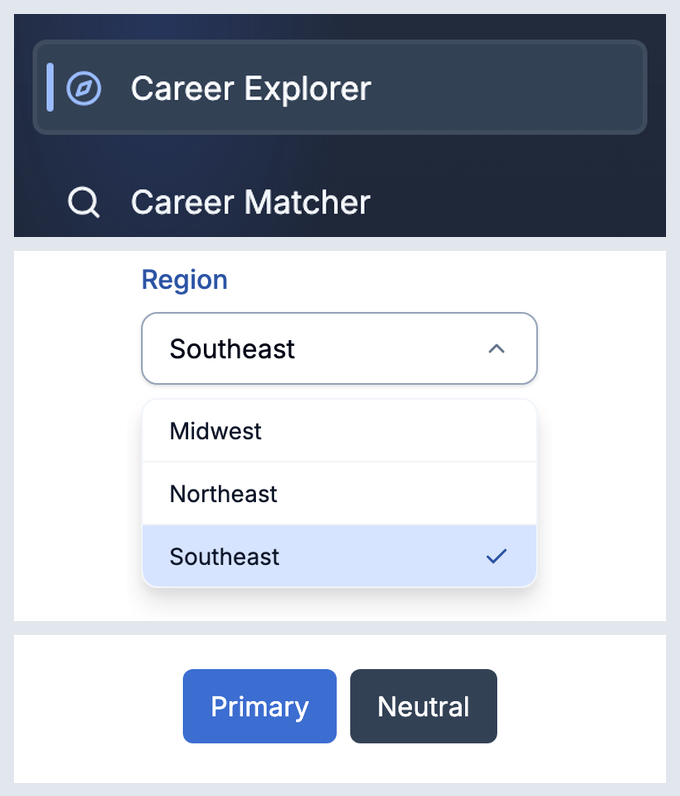 Career Explorer
Career Matcher
Region
Southeast
Midwest
Northeast
Southeast
Primary
Neutral